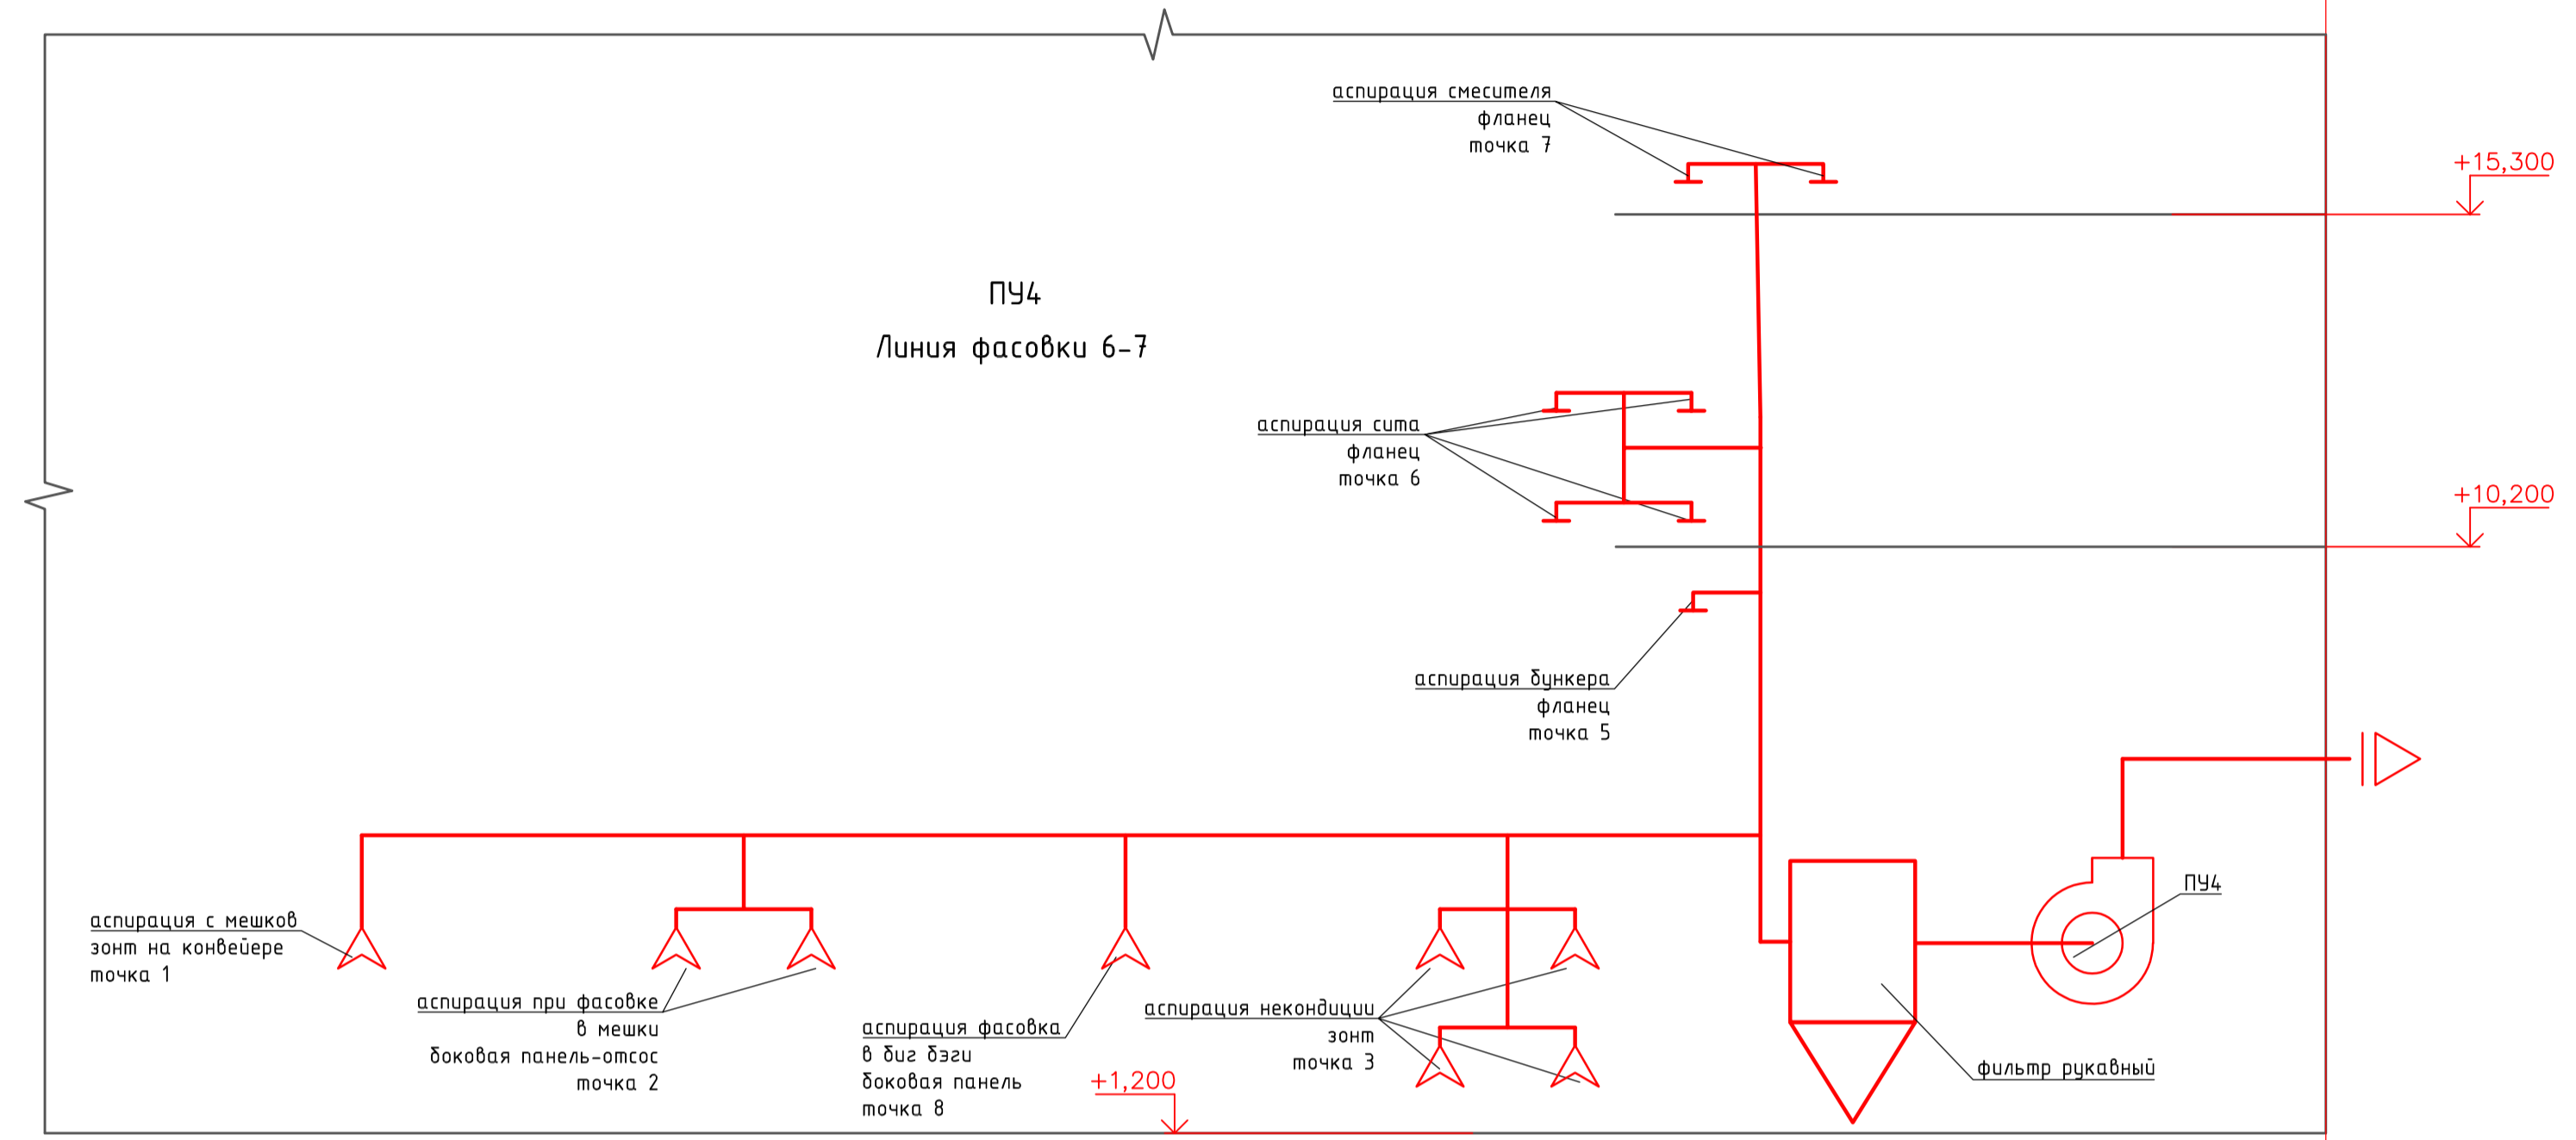 аспирация смесителя
фланец
точка 7
+15,300
ПУ4
Линия фасовки 6-7
аспирация сита
фланец
точка 6
+10,200
аспирация бункера
фланец
точка 5
ПУ4
аспирация с мешков
зонт на конвейере
точка 1
аспирация при фасовке
в мешки
боковая панель-отсос
точка 2
аспирация фасовка
в биг бэги
боковая панель
точка 8
аспирация некондиции
зонт
точка 3
+1,200
фильтр рукавный